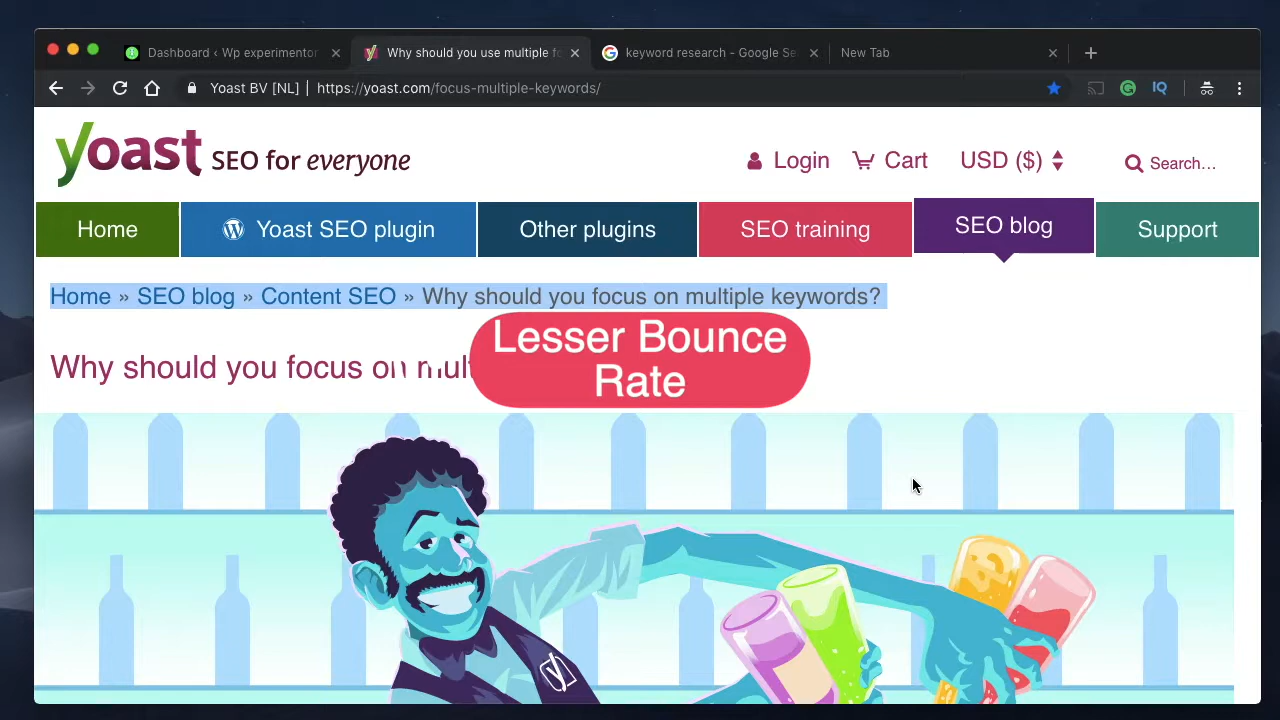 Dashboard ‹ Wp experimentor
Why should you use multiple fo
keyword research - Google Se
New Tab
Yoast BV [NL] | https://yoast.com/focus-multiple-keywords/
IQ
yoast SEO for everyone
Login Cart USD ($) Search...
Home Yoast SEO plugin Other plugins SEO training SEO blog Support
Home » SEO blog » Content SEO » Why should you focus on multiple keywords?
Lesser Bounce
Rate
Why should you focus on mul